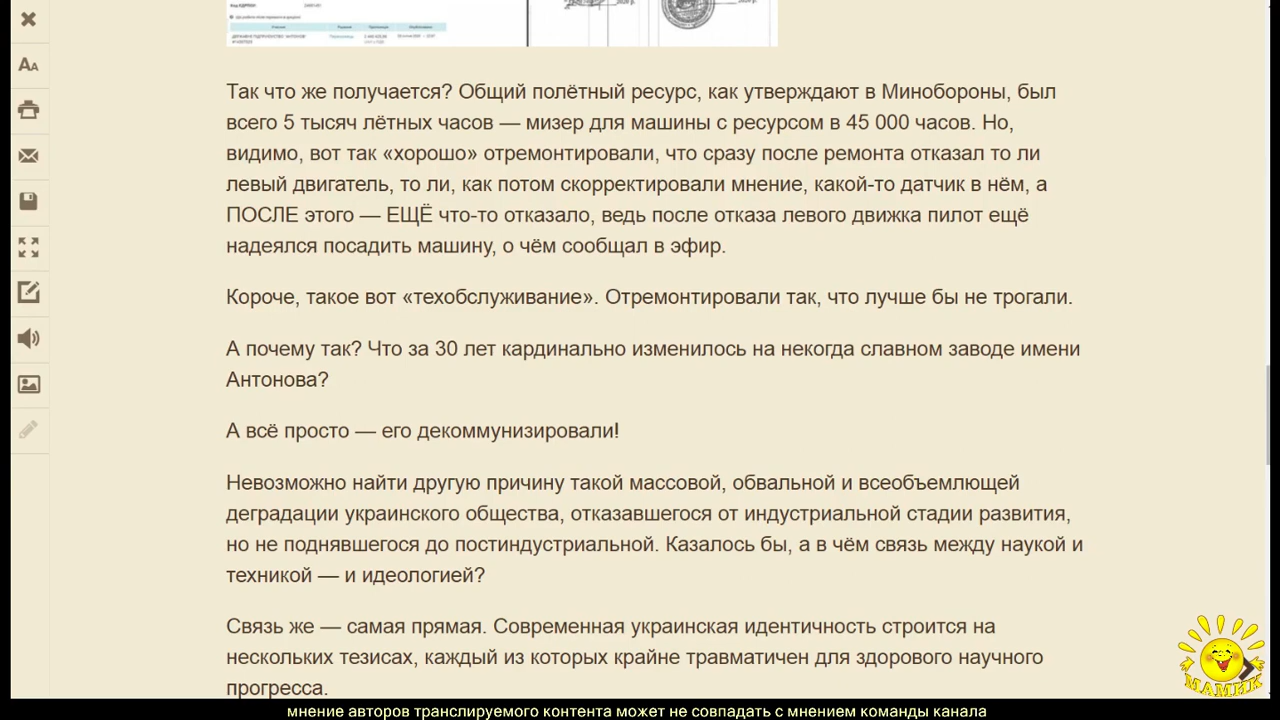 Так что же получается? Общий полётный ресурс, как утверждают в Минобороны, был
всего 5 тысяч лётных часов — мизер для машины с ресурсом в 45 000 часов. Но,
видимо, вот так «хорошо» отремонтировали, что сразу после ремонта отказал то ли
левый двигатель, то ли, как потом скорректировали мнение, какой-то датчик в нём, а
ПОСЛЕ этого — ЕЩЁ что-то отказало, ведь после отказа левого движка пилот ещё
надеялся посадить машину, о чём сообщал в эфир.
Короче, такое вот «техобслуживание». Отремонтировали так, что лучше бы не трогали.
А почему так? Что за 30 лет кардинально изменилось на некогда славном заводе имени
Антонова?
А всё просто — его декоммунизировали!
Невозможно найти другую причину такой массовой, обвальной и всеобъемлющей
деградации украинского общества, отказавшегося от индустриальной стадии развития,
но не поднявшегося до постиндустриальной. Казалось бы, а в чём связь между наукой и
техникой — и идеологией?
Связь же — самая прямая. Современная украинская идентичность строится на
нескольких тезисах, каждый из которых крайне травматичен для здорового научного
прогресса.
МАМИК
мнение авторов транслируемого контента может не совпадать с мнением команды канала